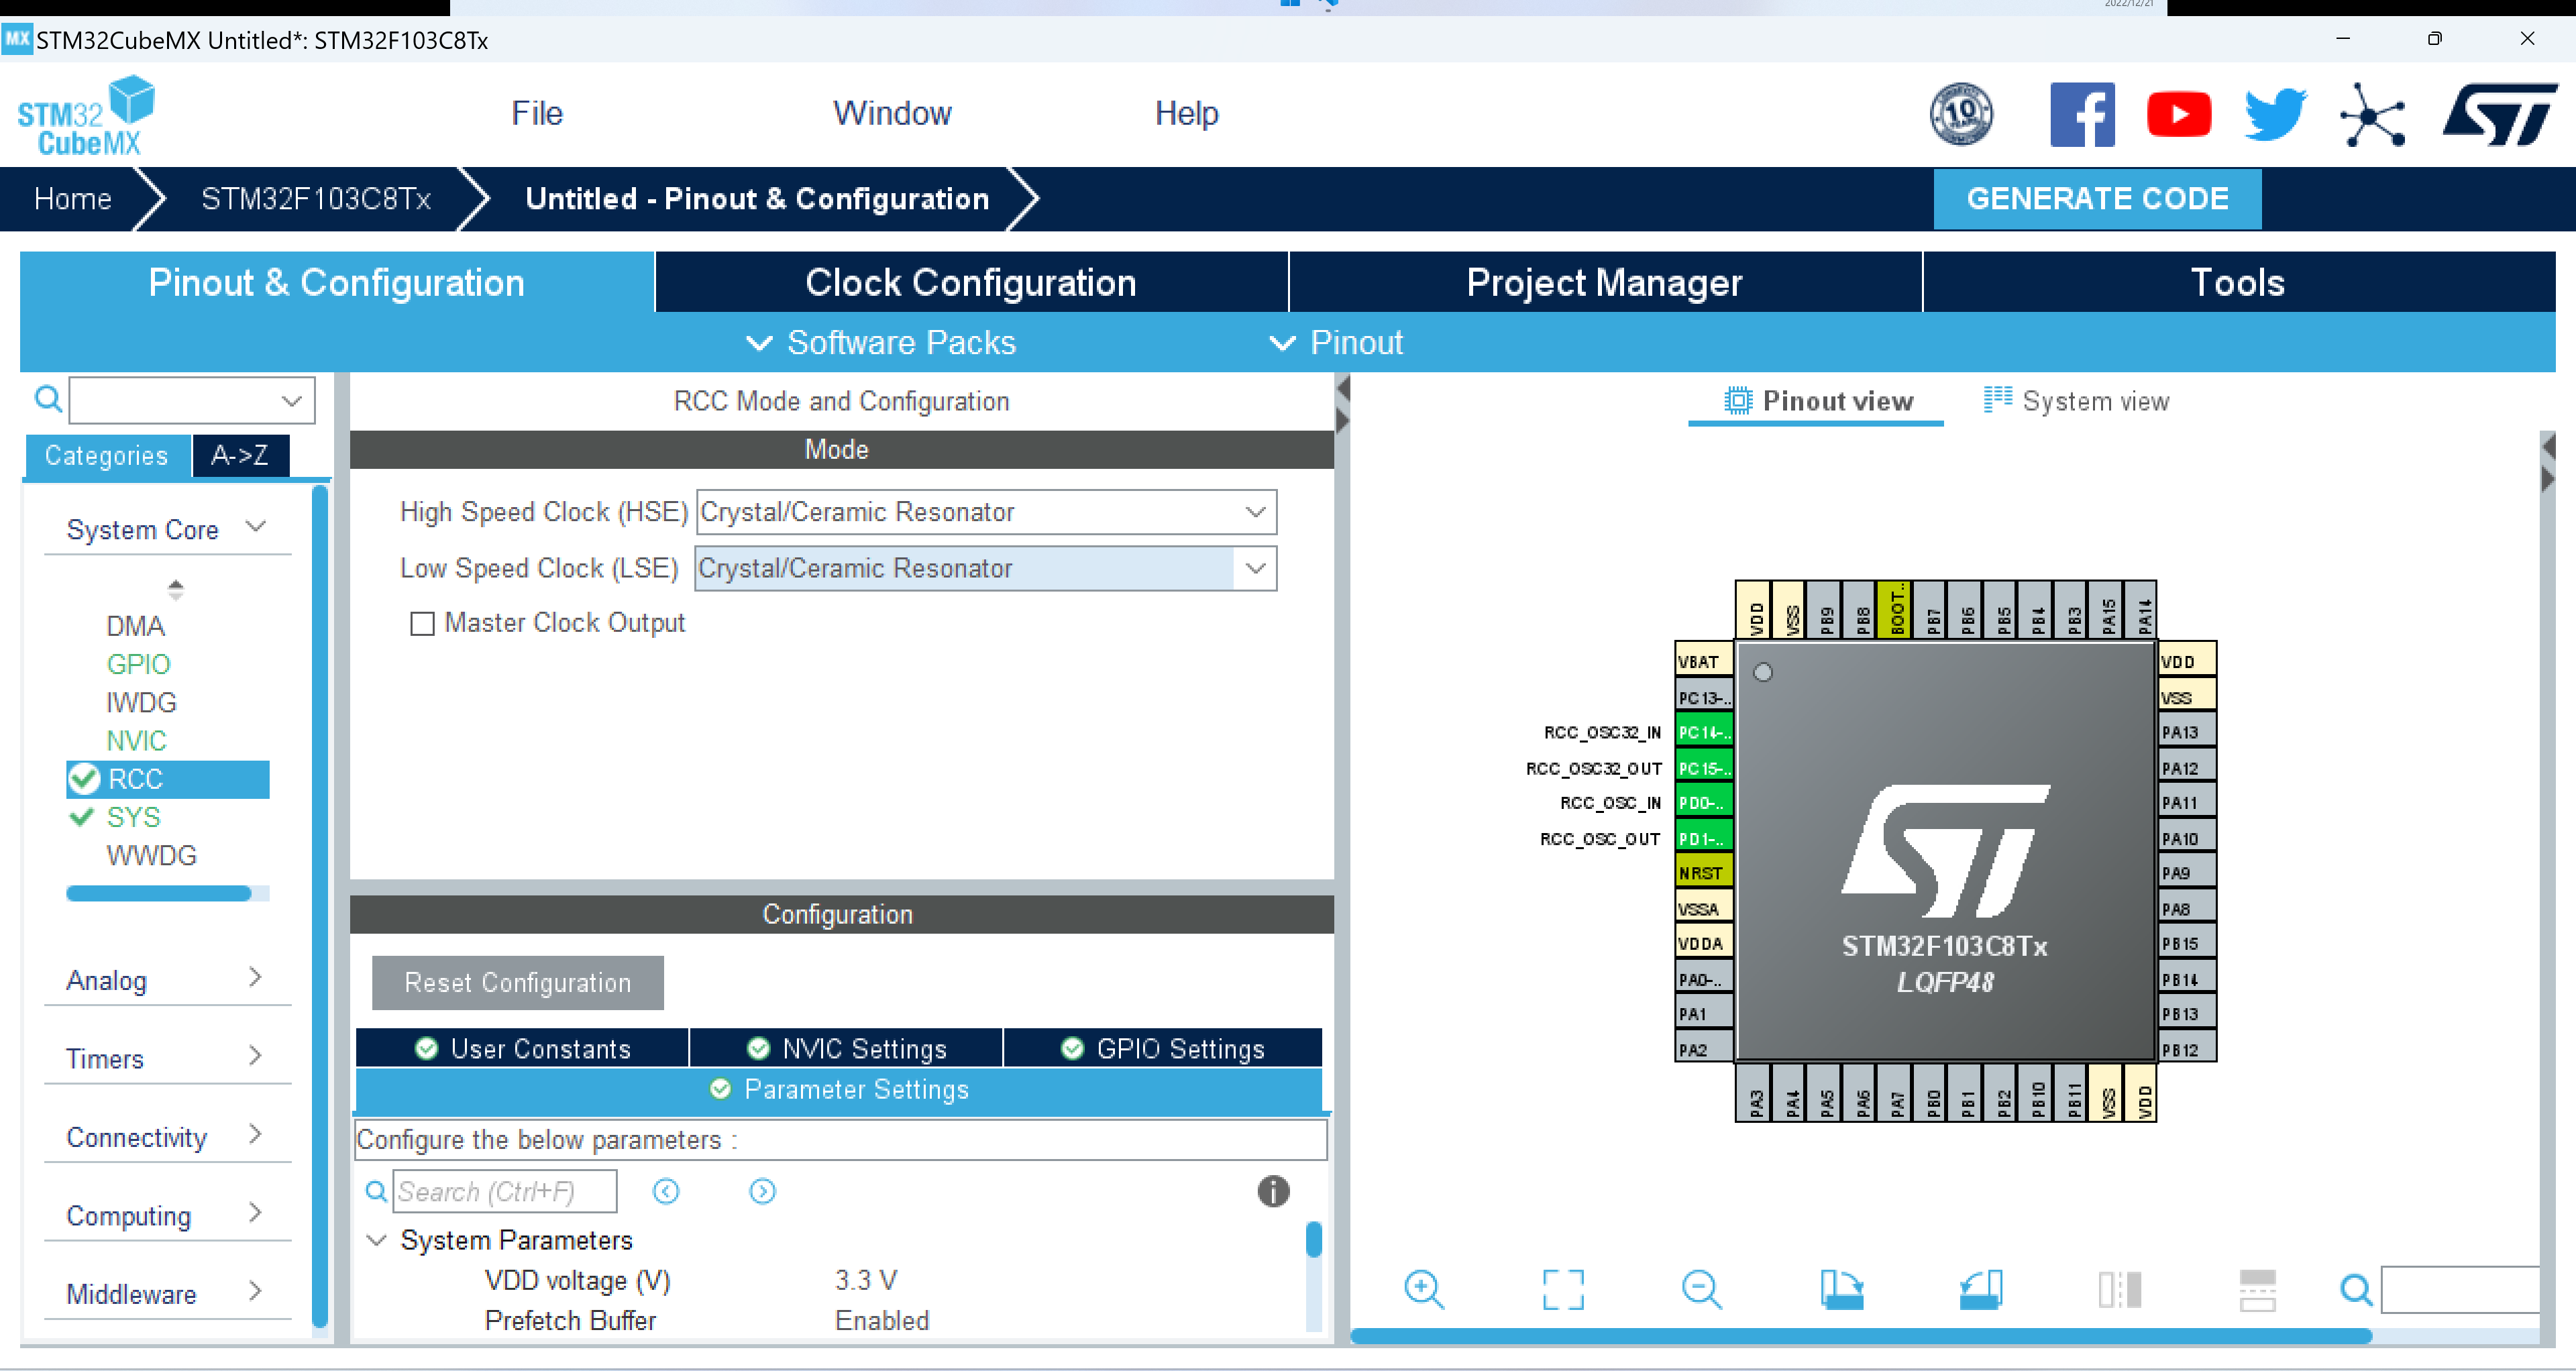 2022/12/21
MX STM32CubeMX Untitled*: STM32F103C8Tx
STM32
CubeMX
File Window Help
10 YEARS
Home STM32F103C8Tx Untitled - Pinout & Configuration GENERATE CODE
Pinout & Configuration Clock Configuration Project Manager Tools
Software Packs Pinout
RCC Mode and Configuration
Pinout view System view
Mode
Categories A->Z
System Core
DMA
GPIO
IWDG
NVIC
RCC
SYS
WWDG
Analog
Timers
Connectivity
Computing
Middleware
High Speed Clock (HSE) Crystal/Ceramic Resonator
Low Speed Clock (LSE) Crystal/Ceramic Resonator
Master Clock Output
Configuration
Reset Configuration
User Constants NVIC Settings GPIO Settings
Parameter Settings
Configure the below parameters :
Search (Ctrl+F)
System Parameters
VDD voltage (V) 3.3 V
Prefetch Buffer Enabled
VDD VSS PB9 PB8 BOOT.. PB7 PB6 PB5 PB4 PB3 PA15 PA14
VBAT VDD
PC13-.. VSS
RCC_OSC32_IN PC14-.. PA13
RCC_OSC32_OUT PC15-.. PA12
RCC_OSC_IN PD0-.. PA11
RCC_OSC_OUT PD1-.. PA10
NRST PA9
VSSA PA8
VDDA PB15
PA0-.. PB14
PA1 PB13
PA2 PB12
STM32F103C8Tx
LQFP48
PA3 PA4 PA5 PA6 PA7 PB0 PB1 PB2 PB10 PB11 VSS VDD